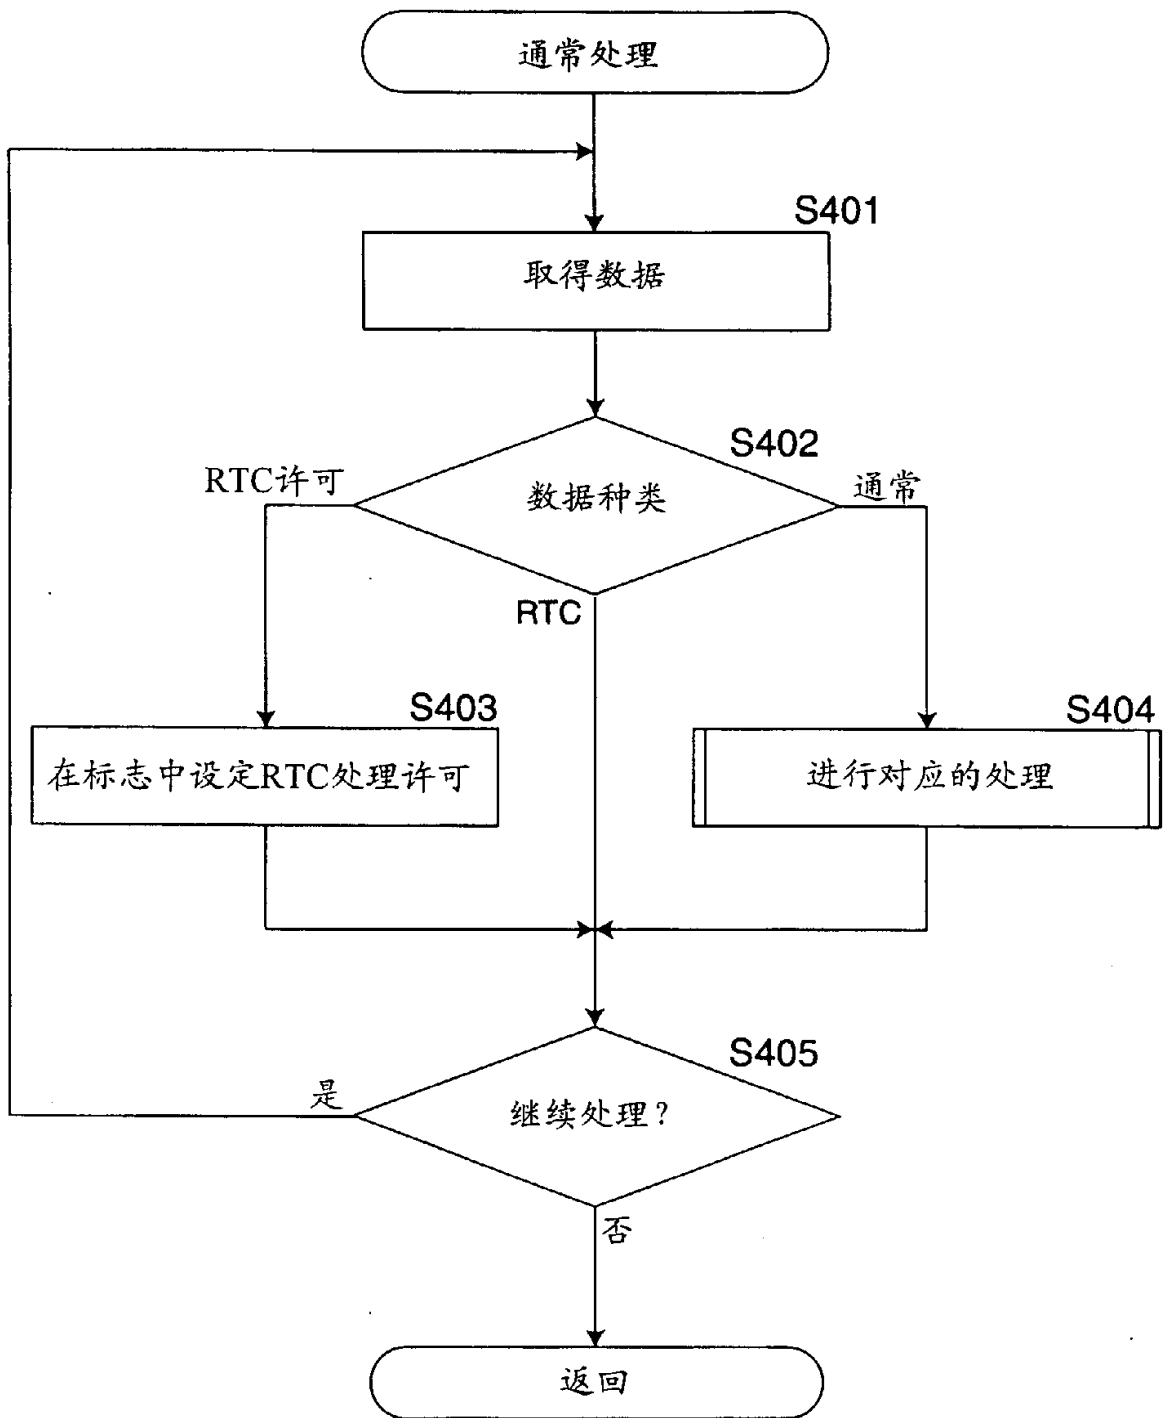 通常处理
S401
取得数据
S402
RTC许可
数据种类
通常
RTC
S403
S404
在标志中设定RTC处理许可
进行对应的处理
S405
是
继续处理?
否
返回